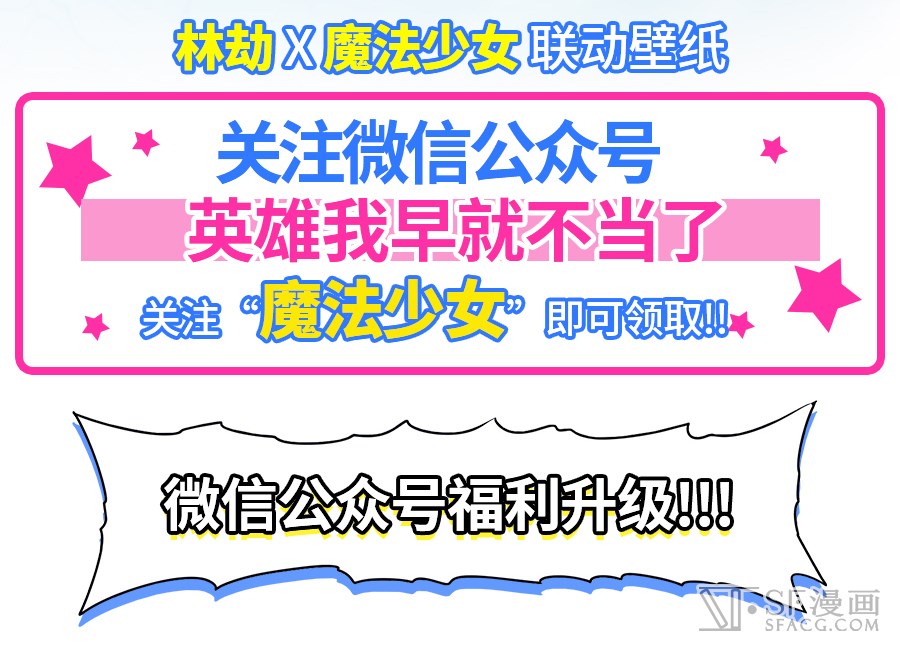 林劫 X 魔法少女 联动壁纸
关注微信公众号
英雄我早就不当了
关注“魔法少女”即可领取!!
微信公众号福利升级!!!
SF漫画
SFACG.COM